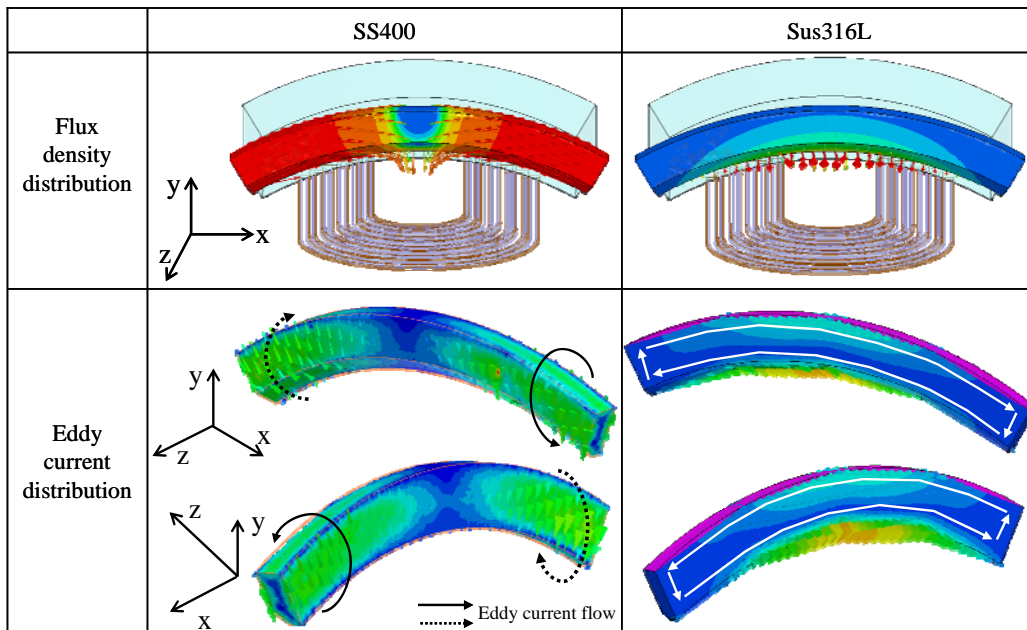 SS400
Sus316L
Flux
density
distribution
y
x
z
Eddy
current
distribution
y
z
x
z
y
x
Eddy current flow